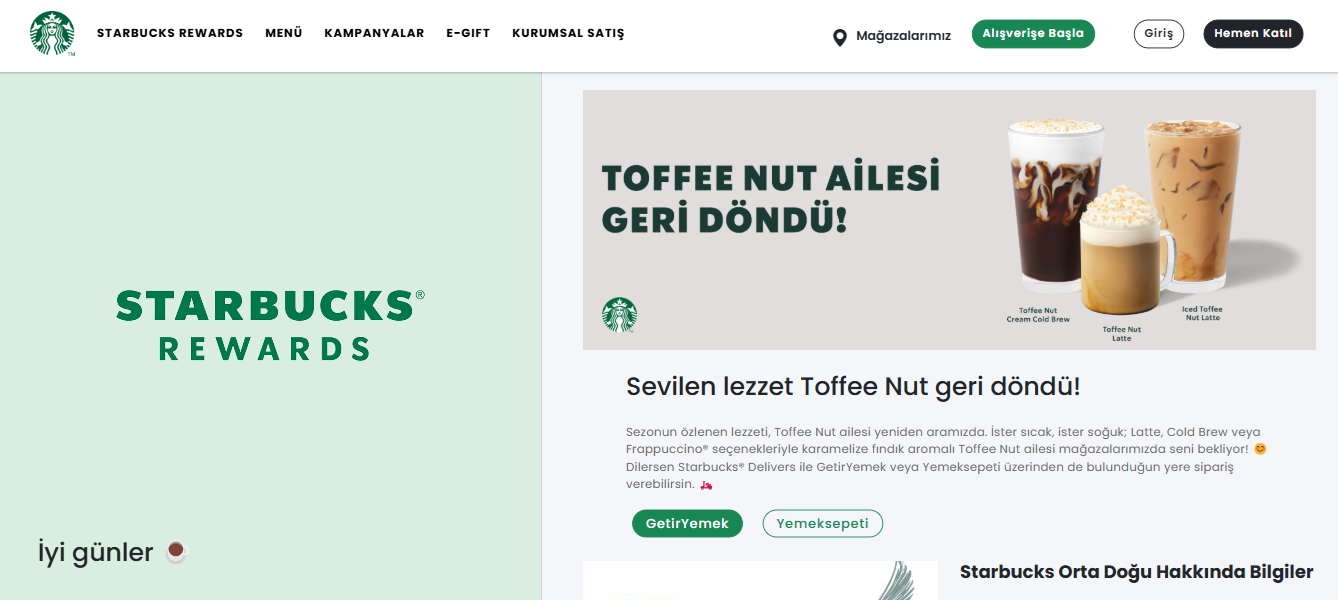 STARBUCKS REWARDS MENÜ KAMPANYALAR E-GIFT KURUMSAL SATIŞ Mağazalarımız Alışverişe Başla Giriş Hemen Katıl
TM
STARBUCKS®
REWARDS
İyi günler
TOFFEE NUT AİLESİ
GERİ DÖNDÜ!
Toffee Nut
Cream Cold Brew
Toffee Nut
Latte
Iced Toffee
Nut Latte
Sevilen lezzet Toffee Nut geri döndü!
Sezonun özlenen lezzeti, Toffee Nut ailesi yeniden aramızda. İster sıcak, ister soğuk; Latte, Cold Brew veya
Frappuccino® seçenekleriyle karamelize fındık aromalı Toffee Nut ailesi mağazalarımızda seni bekliyor! 😊
Dilersen Starbucks® Delivers ile GetirYemek veya Yemeksepeti üzerinden de bulunduğun yere sipariş
verebilirsin. 🛵
GetirYemek Yemeksepeti
Starbucks Orta Doğu Hakkında Bilgiler